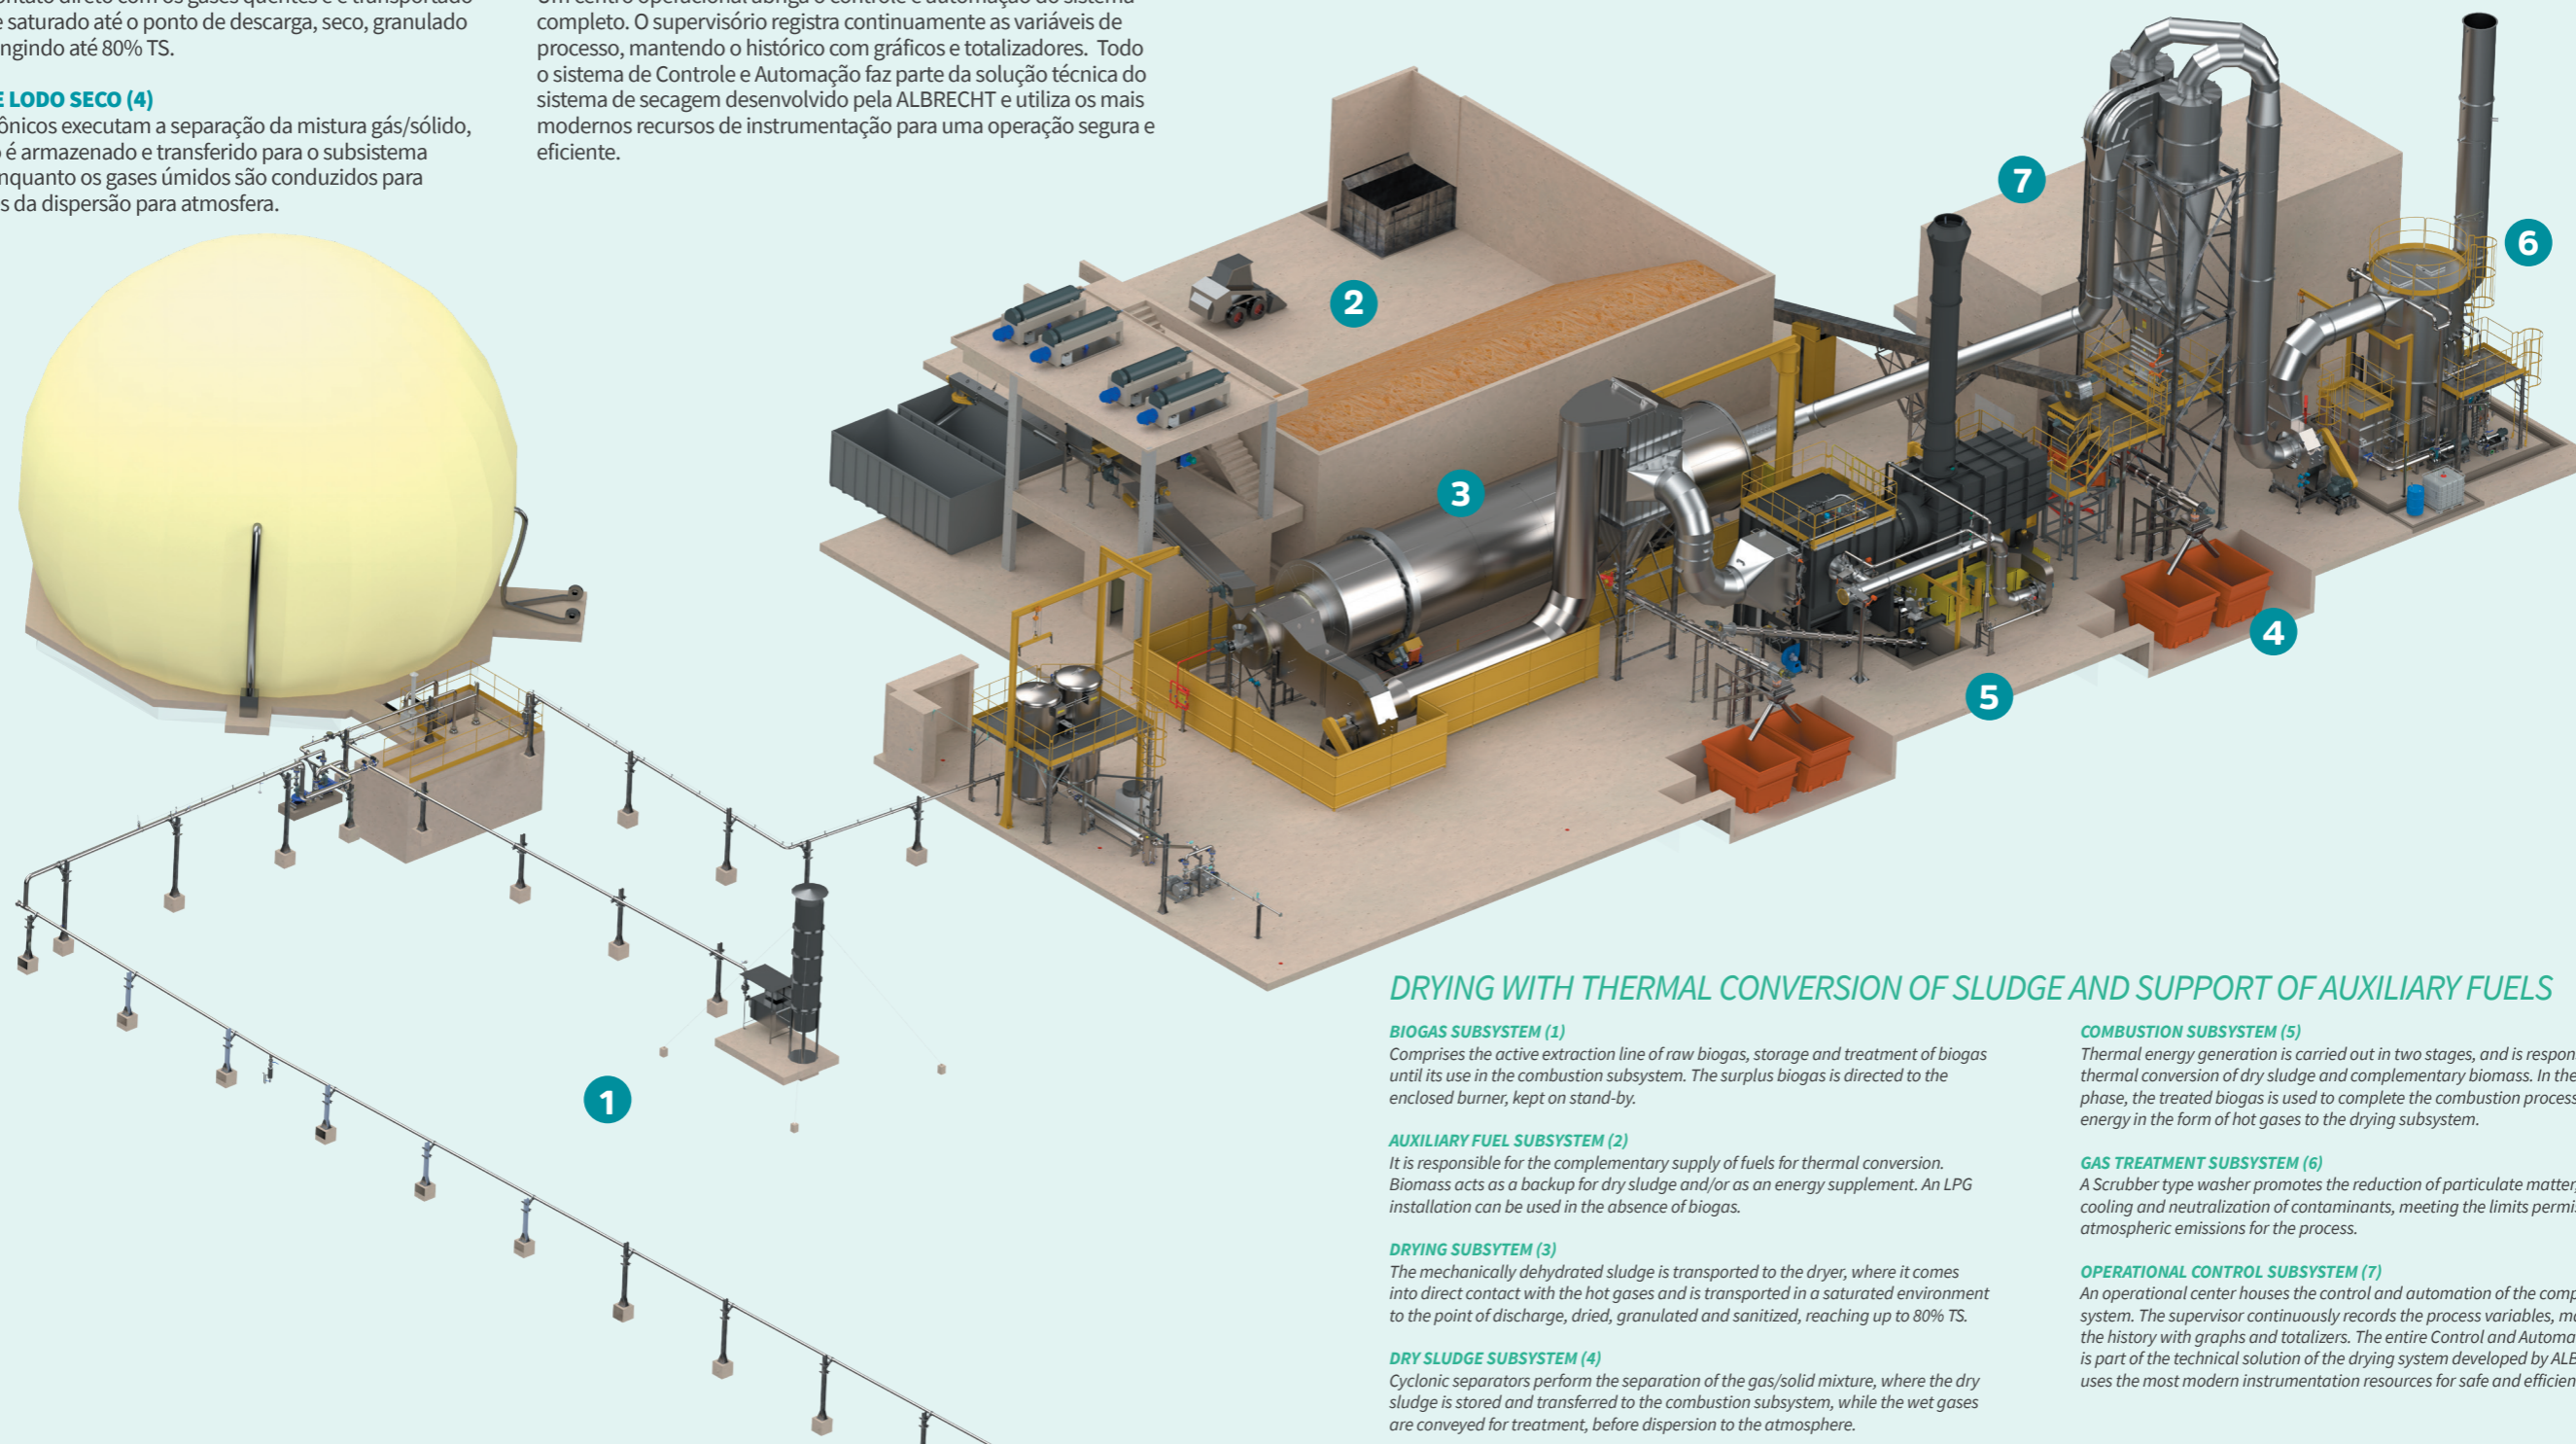 ontato direto com os gases quentes e é transportado
e saturado até o ponto de descarga, seco, granulado
ngindo até 80% TS.
E LODO SECO (4)
ônicos executam a separação da mistura gás/sólido,
o é armazenado e transferido para o subsistema
nquanto os gases úmidos são conduzidos para
s da dispersão para atmosfera.
Um centro operacional abriga o controle e automação do sistema
completo. O supervisório registra continuamente as variáveis de
processo, mantendo o histórico com gráficos e totalizadores. Todo
o sistema de Controle e Automação faz parte da solução técnica do
sistema de secagem desenvolvido pela ALBRECHT e utiliza os mais
modernos recursos de instrumentação para uma operação segura e
eficiente.
7
6
2
3
4
5
1
DRYING WITH THERMAL CONVERSION OF SLUDGE AND SUPPORT OF AUXILIARY FUELS
BIOGAS SUBSYSTEM (1)
Comprises the active extraction line of raw biogas, storage and treatment of biogas
until its use in the combustion subsystem. The surplus biogas is directed to the
enclosed burner, kept on stand-by.
AUXILIARY FUEL SUBSYSTEM (2)
It is responsible for the complementary supply of fuels for thermal conversion.
Biomass acts as a backup for dry sludge and/or as an energy supplement. An LPG
installation can be used in the absence of biogas.
DRYING SUBSYTEM (3)
The mechanically dehydrated sludge is transported to the dryer, where it comes
into direct contact with the hot gases and is transported in a saturated environment
to the point of discharge, dried, granulated and sanitized, reaching up to 80% TS.
DRY SLUDGE SUBSYSTEM (4)
Cyclonic separators perform the separation of the gas/solid mixture, where the dry
sludge is stored and transferred to the combustion subsystem, while the wet gases
are conveyed for treatment, before dispersion to the atmosphere.
COMBUSTION SUBSYSTEM (5)
Thermal energy generation is carried out in two stages, and is respon
thermal conversion of dry sludge and complementary biomass. In the
phase, the treated biogas is used to complete the combustion process
energy in the form of hot gases to the drying subsystem.
GAS TREATMENT SUBSYSTEM (6)
A Scrubber type washer promotes the reduction of particulate matter,
cooling and neutralization of contaminants, meeting the limits permis
atmospheric emissions for the process.
OPERATIONAL CONTROL SUBSYSTEM (7)
An operational center houses the control and automation of the comp
system. The supervisor continuously records the process variables, ma
the history with graphs and totalizers. The entire Control and Automa
is part of the technical solution of the drying system developed by ALB
uses the most modern instrumentation resources for safe and efficien